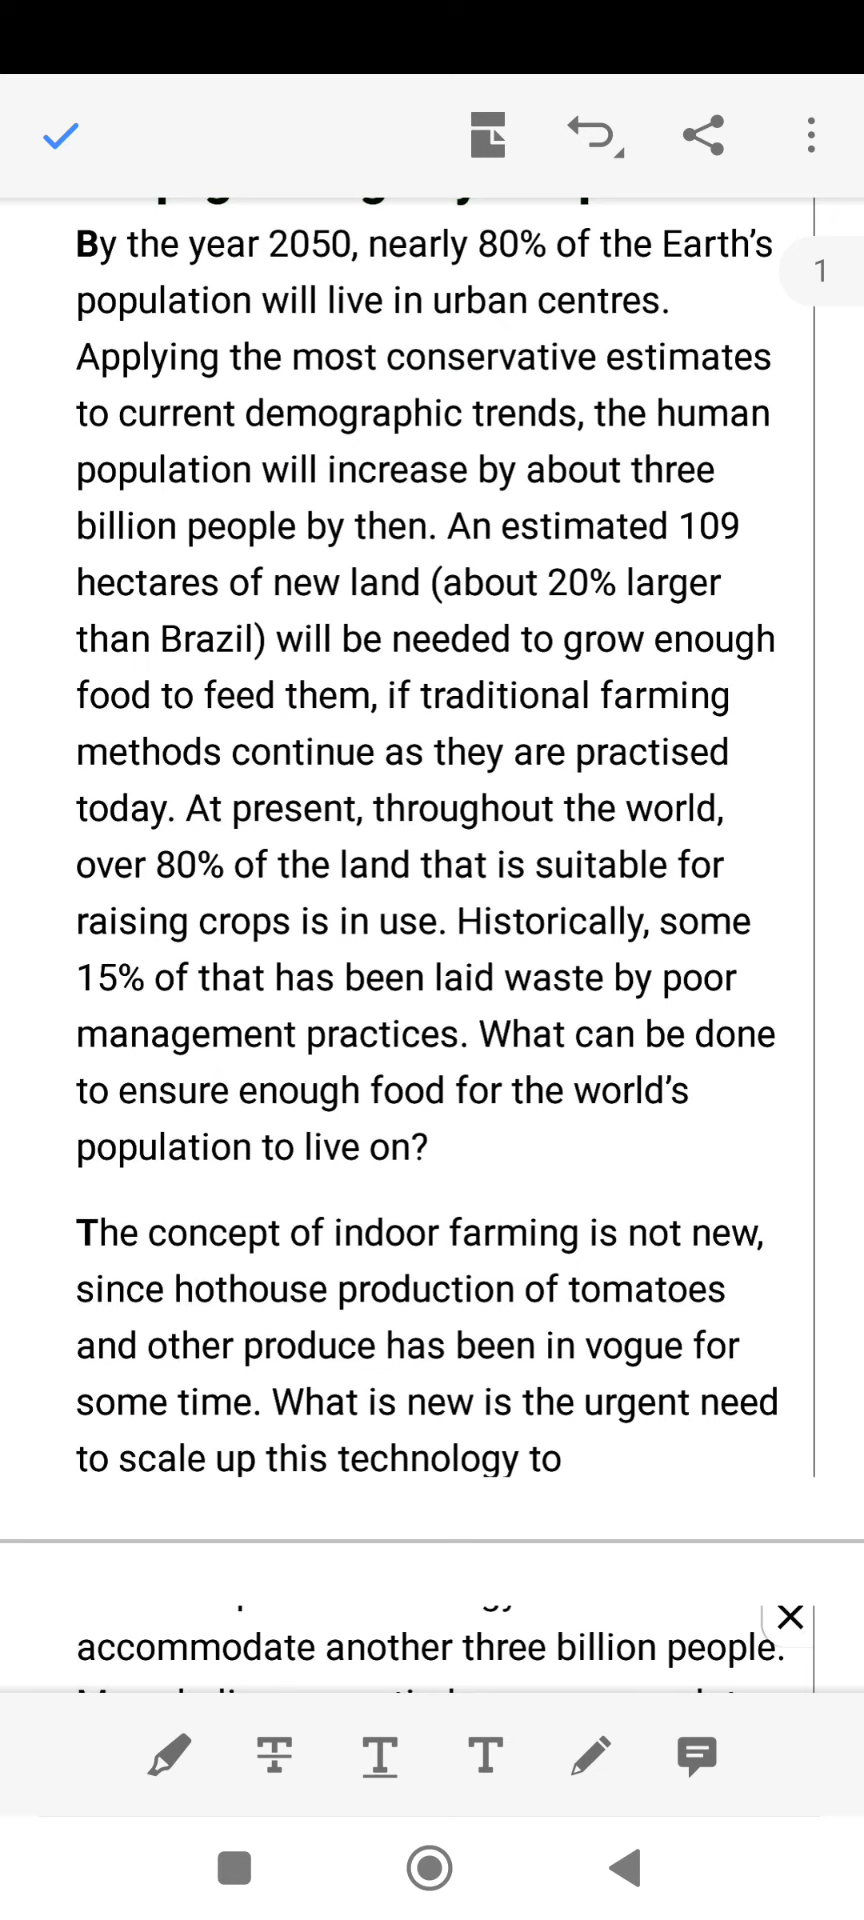 By the year 2050, nearly 80% of the Earth's
1
population will live in urban centres.
Applying the most conservative estimates
to current demographic trends, the human
population will increase by about three
billion people by then. An estimated 109
hectares of new land (about 20% larger
than Brazil) will be needed to grow enough
food to feed them, if traditional farming
methods continue as they are practised
today. At present, throughout the world,
over 80% of the land that is suitable for
raising crops is in use. Historically, some
15% of that has been laid waste by poor
management practices. What can be done
to ensure enough food for the world's
population to live on?
The concept of indoor farming is not new,
since hothouse production of tomatoes
and other produce has been in vogue for
some time. What is new is the urgent need
to scale up this technology to
accommodate another three billion people.